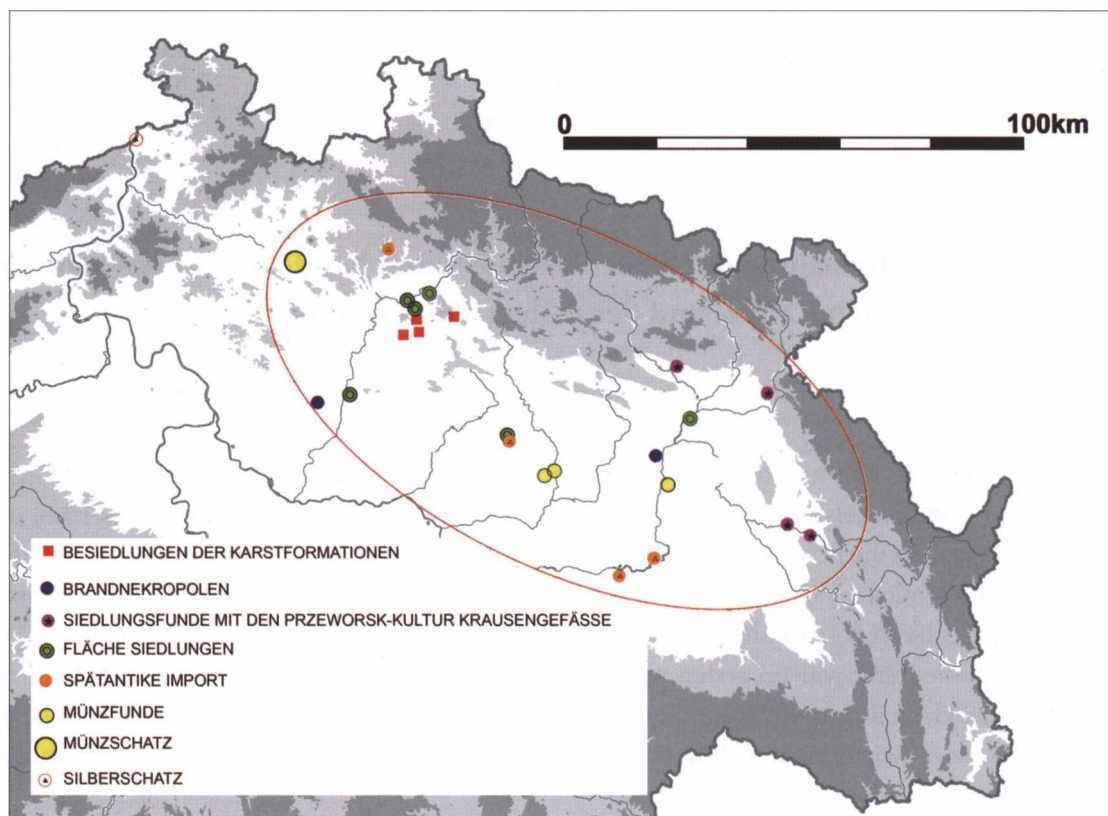 0 100km
BESIEDLUNGEN DER KARSTFORMATIONEN
BRANDNEKROPOLEN
SIEDLUNGSFUNDE MIT DEN PRZEWORSK-KULTUR KRAUSENGEFÄSSE
FLÄCHE SIEDLUNGEN
SPÄTANTIKE IMPORT
MÜNZFUNDE
MÜNZSCHATZ
SILBERSCHATZ